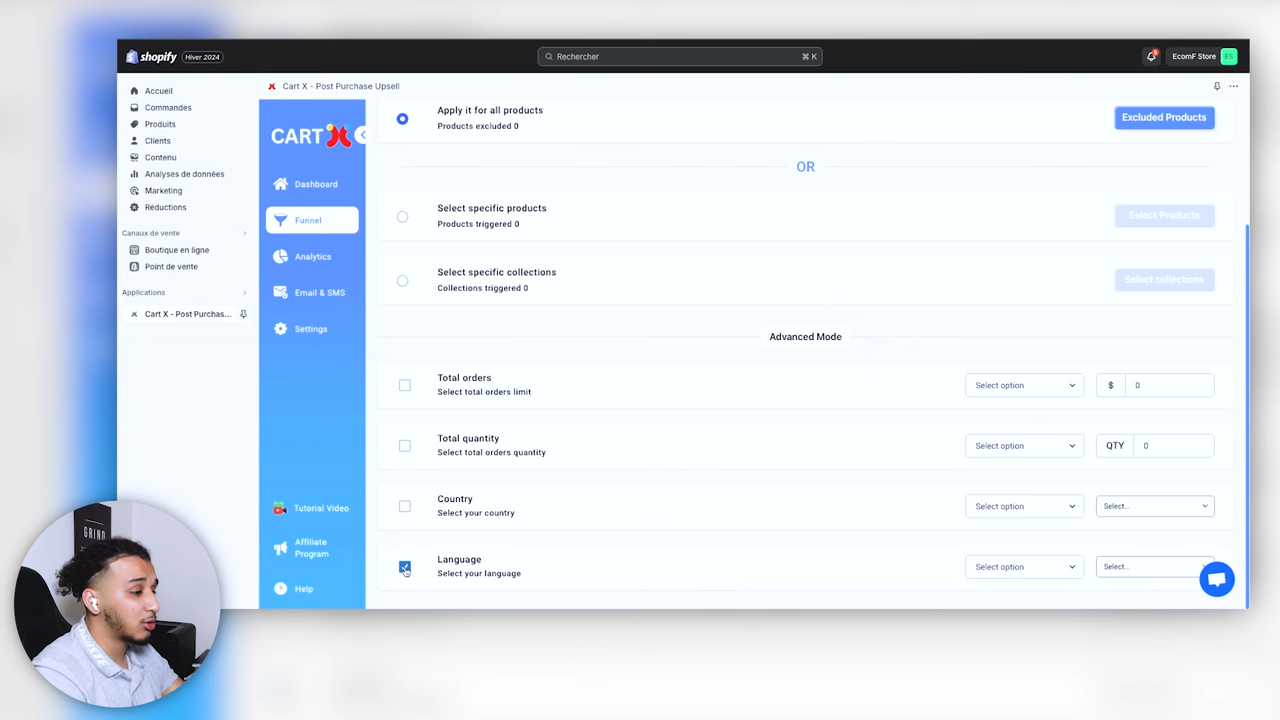 shopify Hiver 2024
Rechercher
⌘ K
8
EcomF Store ES
Accueil
Commandes
Produits
Clients
Contenu
Analyses de données
Marketing
Réductions
Canaux de vente
Boutique en ligne
Point de vente
Applications
Cart X - Post Purchas...
Cart X - Post Purchase Upsell
CART X
Dashboard
Funnel
Analytics
Email & SMS
Settings
Tutorial Video
Affiliate
Program
Help
Apply it for all products
Products excluded 0
Excluded Products
OR
Select specific products
Products triggered 0
Select Products
Select specific collections
Collections triggered 0
Select collections
Advanced Mode
Total orders
Select total orders limit
Select option
$ 0
Total quantity
Select total orders quantity
Select option
QTY 0
Country
Select your country
Select option
Select...
Language
Select your language
Select option
Select...
GRIND